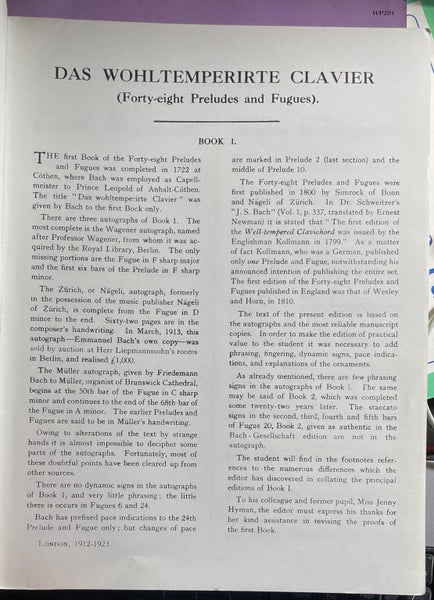 WP201
DAS WOHLTEMPERIRTE CLAVIER
(Forty-eight Preludes and Fugues).
BOOK I.
THE first Book of the Forty-eight Preludes
and Fugues was completed in 1722 at
Cöthen, where Bach was employed as Capell-
meister to Prince Leopold of Anhalt-Cöthen.
The title "Das wohltemperirte Clavier" was
given by Bach to the first Book only.
There are three autographs of Book 1. The
most complete is the Wagener autograph, named
after Professor Wagener, from whom it was ac-
quired by the Royal Library, Berlin. The only
missing portions are the Fugue in F sharp major
and the first six bars of the Prelude in F sharp
minor.
The Zürich, or Nägeli, autograph, formerly
in the possession of the music publisher Nägeli
of Zürich, is complete from the Fugue in D
minor to the end. Sixty-two pages are in the
composer's handwriting. In March, 1913, this
autograph—Emmanuel Bach's own copy—was
sold by auction at Herr Liepmannssohn's rooms
in Berlin, and realised £1,000.
The Müller autograph, given by Friedemann
Bach to Müller, organist of Brunswick Cathedral,
begins at the 50th bar of the Fugue in C sharp
minor and continues to the end of the 68th bar of
the Fugue in A minor. The earlier Preludes and
Fugues are said to be in Müller's handwriting.
Owing to alterations of the text by strange
hands it is almost impossible to decipher some
parts of the autographs. Fortunately, most of
these doubtful points have been cleared up from
other sources.
There are no dynamic signs in the autographs
of Book 1, and very little phrasing; the little
there is occurs in Fugues 6 and 24.
Bach has prefixed pace indications to the 24th
Prelude and Fugue only; but changes of pace
LONDON, 1912-1923.
are marked in Prelude 2 (last section) and the
middle of Prelude 10.
The Forty-eight Preludes and Fugues were
first published in 1800 by Simrock of Bonn
and Nägeli of Zürich. In Dr. Schweitzer's
"J. S. Bach" (Vol. 1, p. 337, translated by Ernest
Newman) it is stated that "The first edition of
the Well-tempered Clavichord was issued by the
Englishman Kollmann in 1799." As a matter
of fact Kollmann, who was a German, published
only one Prelude and Fugue, notwithstanding his
announced intention of publishing the entire set.
The first edition of the Forty-eight Preludes and
Fugues published in England was that of Wesley
and Horn, in 1810.
The text of the present edition is based on
the autographs and the most reliable manuscript
copies. In order to make the edition of practical
value to the student it was necessary to add
phrasing, fingering, dynamic signs, pace indica-
tions, and explanations of the ornaments.
As already mentioned, there are few phrasing
signs in the autographs of Book 1. The same
may be said of Book 2, which was completed
some twenty-two years later. The staccato
signs in the second, third, fourth and fifth bars
of Fugue 20, Book 2, given as authentic in the
Bach-Gesellschaft edition are not in the
autograph.
The student will find in the footnotes refer-
ences to the numerous differences which the
editor has discovered in collating the principal
editions of Book I.
To his colleague and former pupil, Miss Jenny
Hyman, the editor must express his thanks for
her kind assistance in revising the proofs of
the first Book.